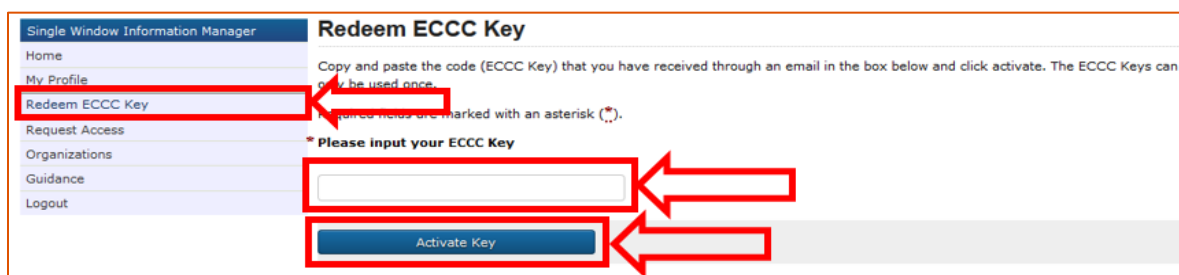 Single Window Information Manager
Home
My Profile
Redeem ECCC Key
Request Access
Organizations
Guidance
Logout
Redeem ECCC Key
Copy and paste the code (ECCC Key) that you have received through an email in the box below and click activate. The ECCC Keys can
be used once.
fields are marked with an asterisk (*).
* Please input your ECCC Key
Activate Key